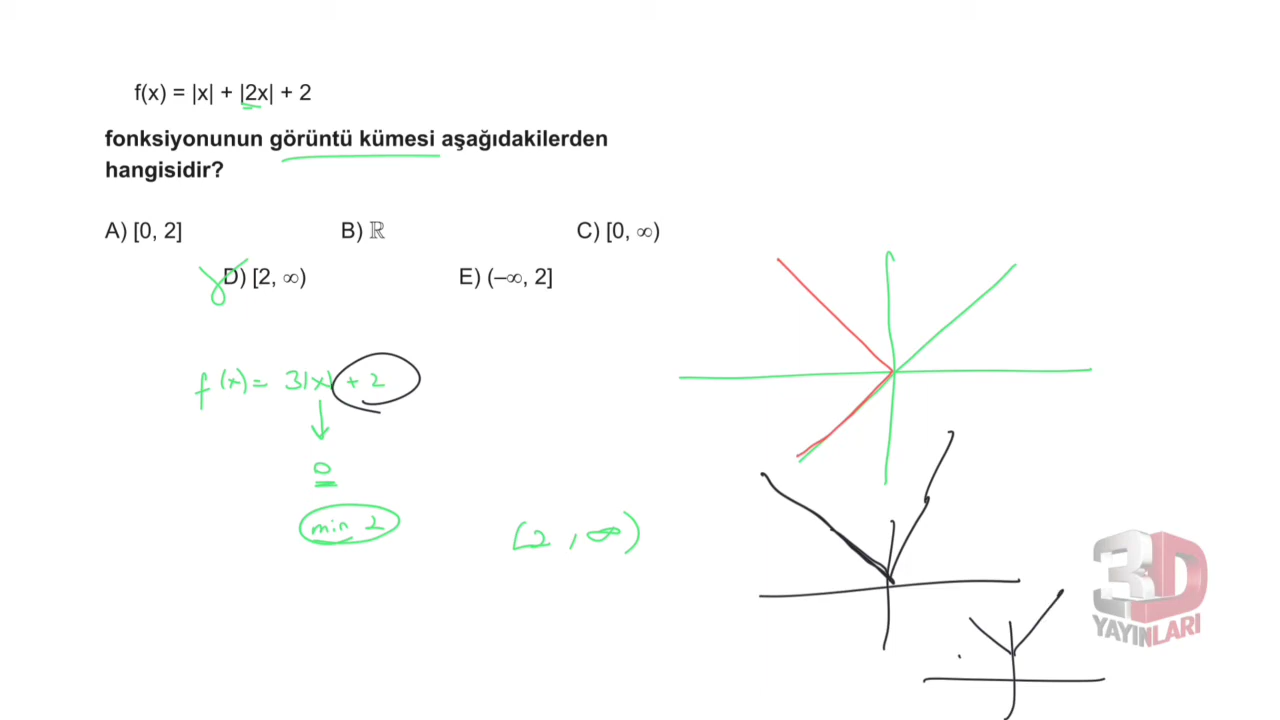 f(x) = |x| + |2x| + 2
fonksiyonunun görüntü kümesi aşağıdakilerden
hangisidir?
A) [0, 2] B) ℝ C) [0, ∞)
D) [2, ∞) E) (–∞, 2]
f(x) = 3|x| + 2
0
min 2
[2, ∞)
3D
YAYINLARI